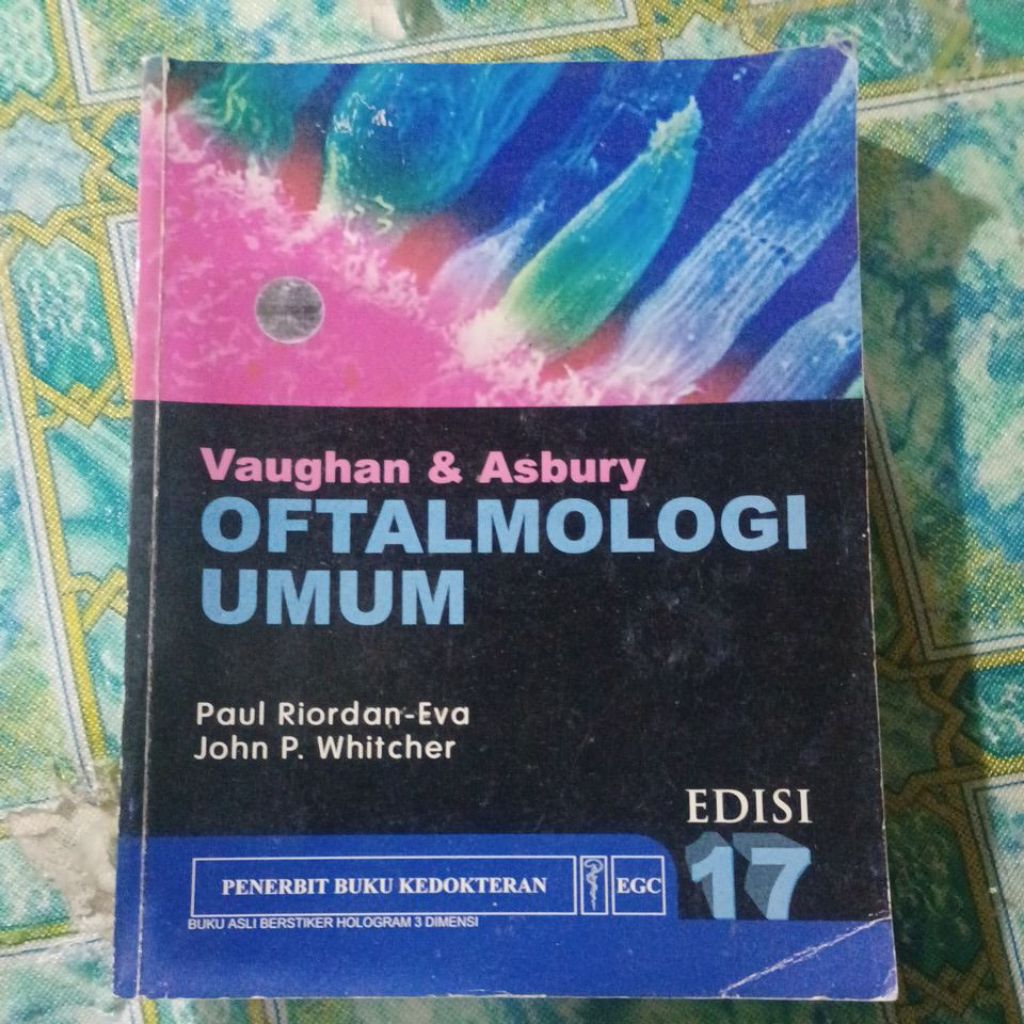 Vaughan & Asbury
OFTALMOLOGI
UMUM
Paul Riordan-Eva
John P. Whitcher
EDISI
17
PENERBIT BUKU KEDOKTERAN EGC
BUKU ASLI BERSTIKER HOLOGRAM 3 DIMENSI